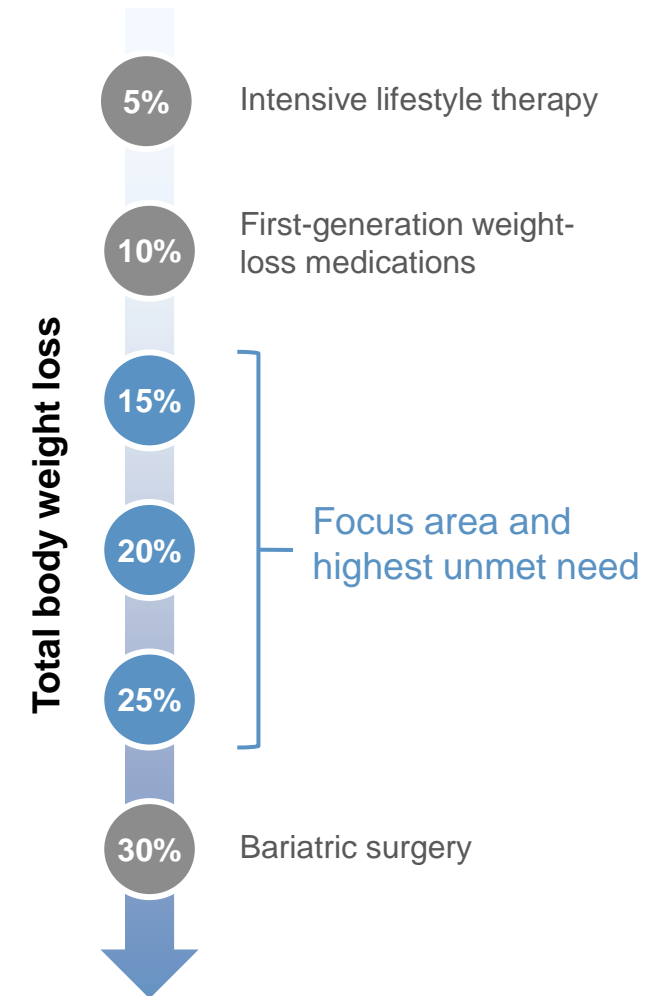 Total body weight loss
5%
Intensive lifestyle therapy
10%
First-generation weight-
loss medications
15%
20%
Focus area and
highest unmet need
25%
30%
Bariatric surgery